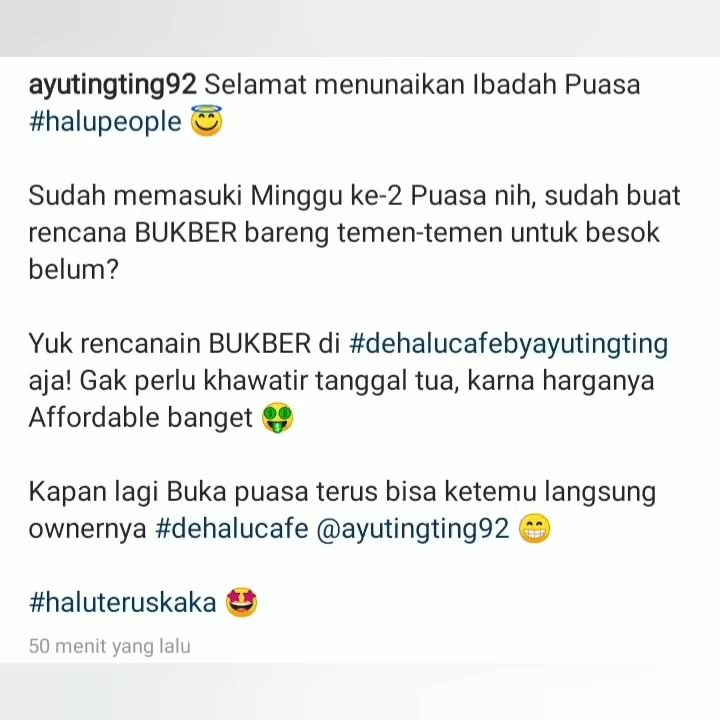 ayutingting92 Selamat menunaikan Ibadah Puasa
#halupeople 😇
Sudah memasuki Minggu ke-2 Puasa nih, sudah buat
rencana BUKBER bareng temen-temen untuk besok
belum?
Yuk rencanain BUKBER di #dehalucafebyayutingting
aja! Gak perlu khawatir tanggal tua, karna harganya
Affordable banget 🤑
Kapan lagi Buka puasa terus bisa ketemu langsung
ownernya #dehalucafe @ayutingting92 😁
#haluteruskaka 🤩
50 menit yang lalu